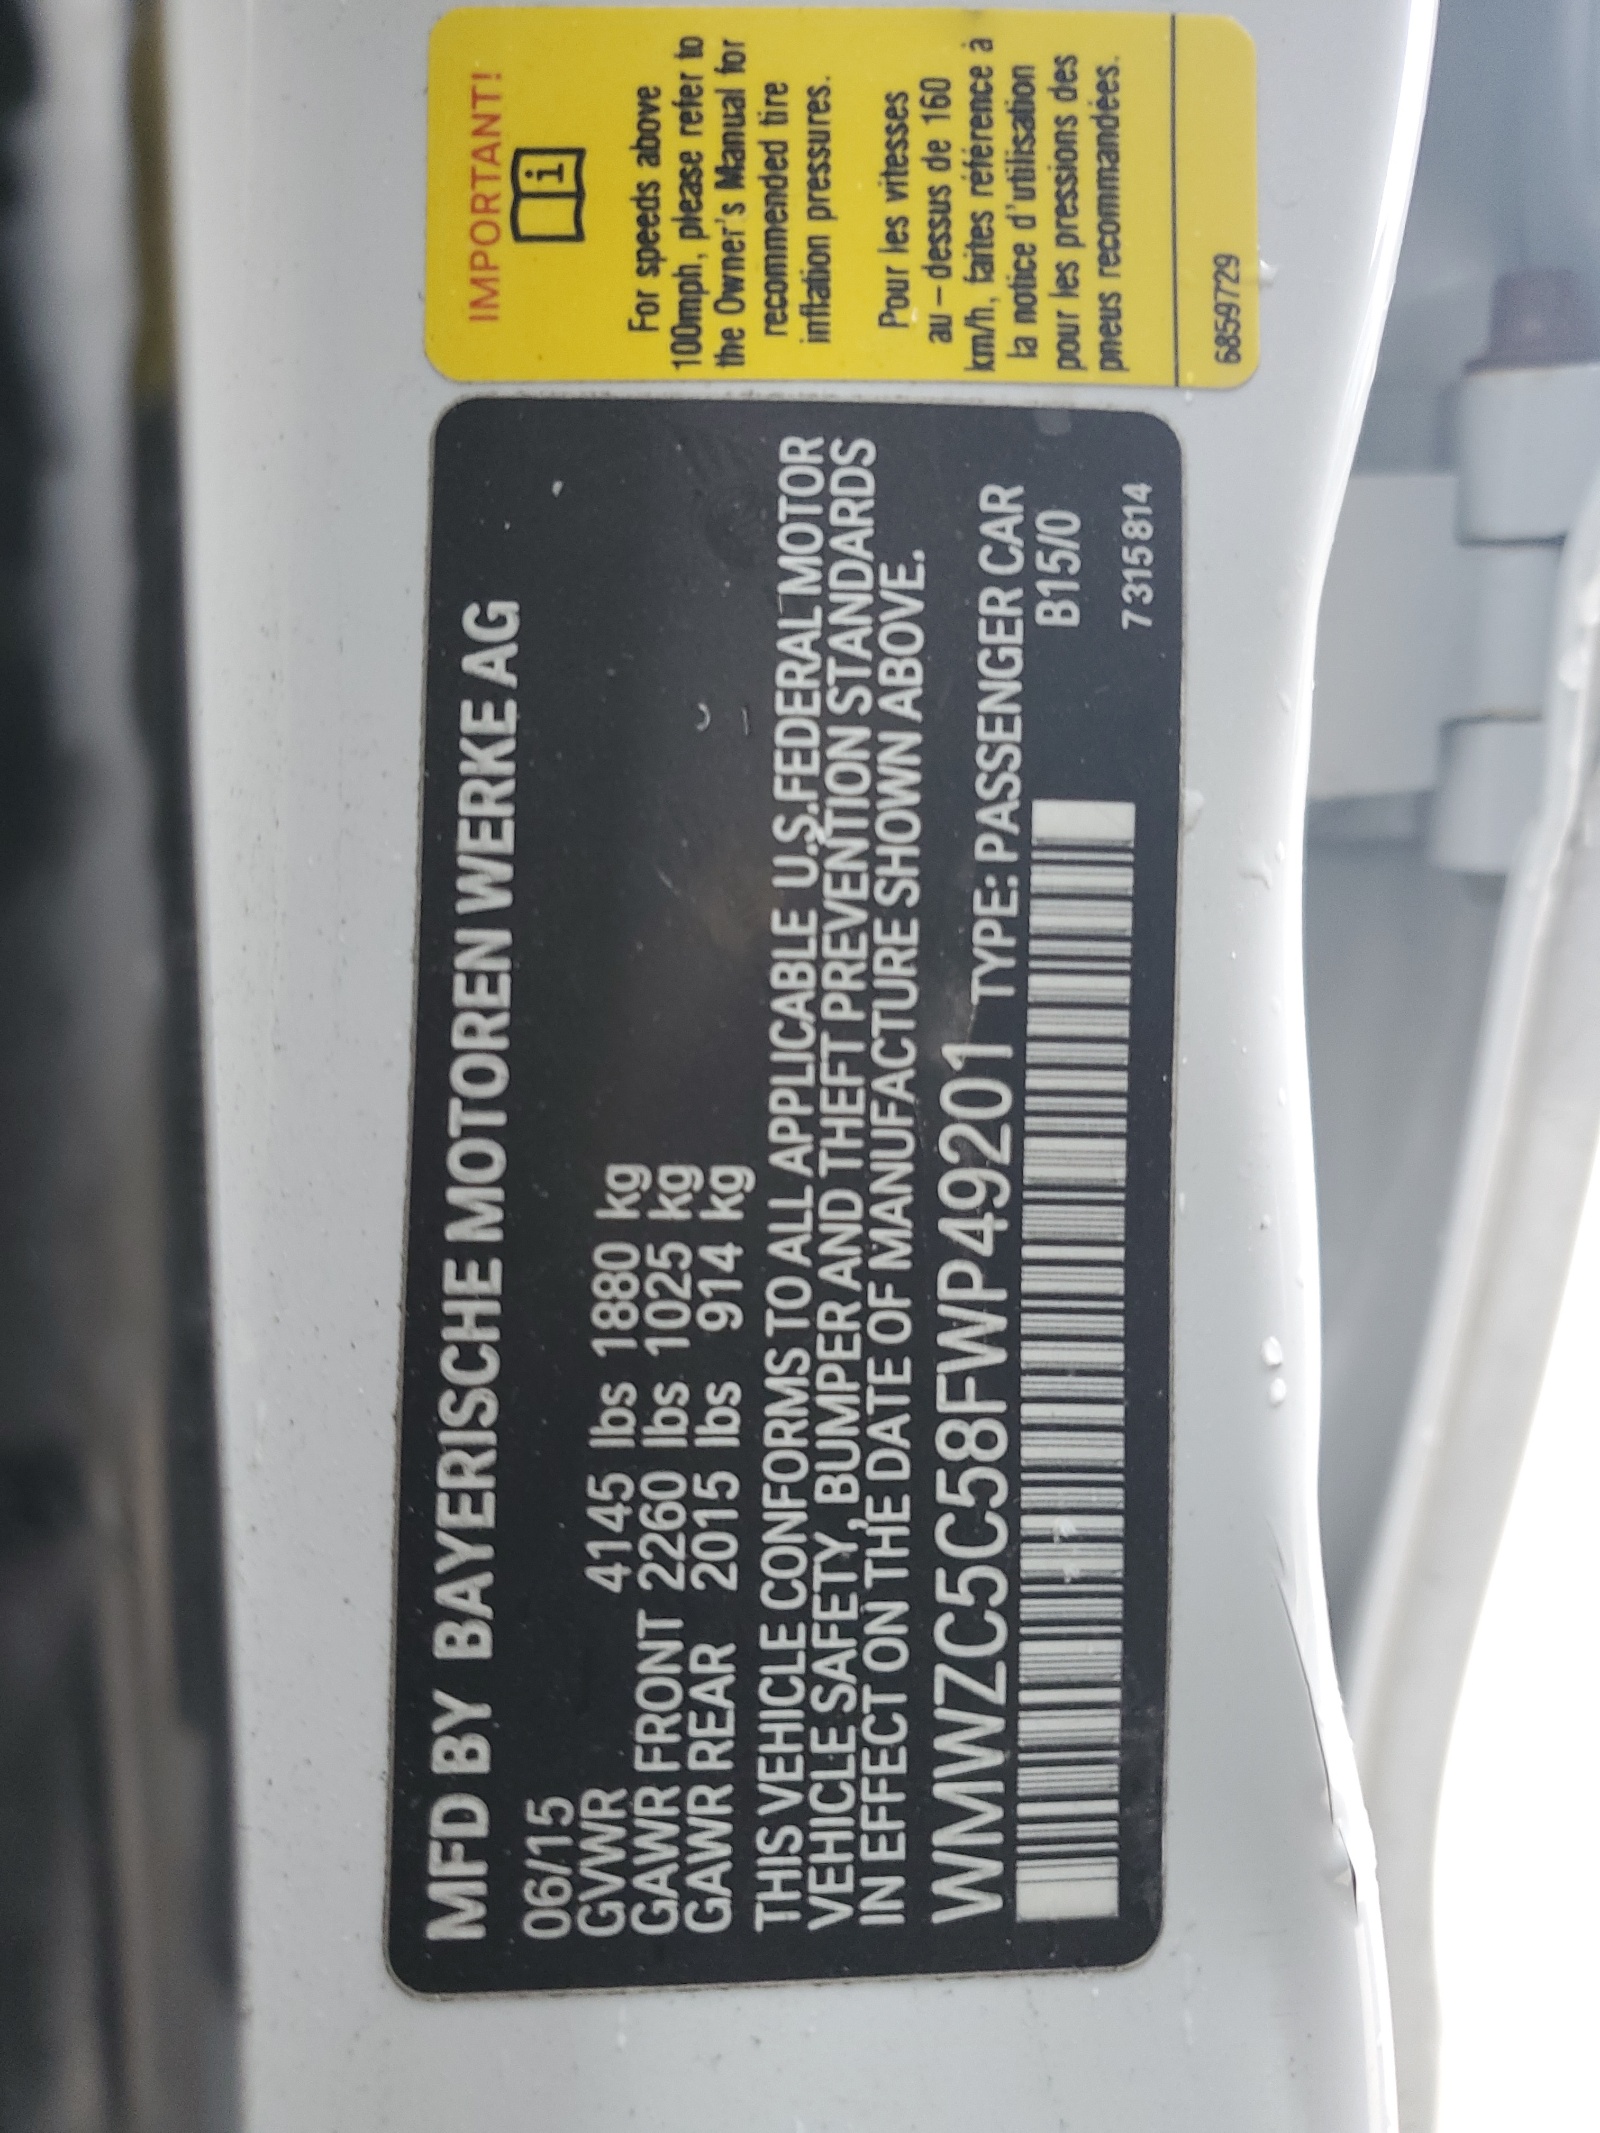 MFD BY BAYERISCHE MOTOREN WERKE AG
06/15
GVWR 4145 lbs 1880 kg
GAWR FRONT 2260 lbs 1025 kg
GAWR REAR 2015 lbs 914 kg
THIS VEHICLE CONFORMS TO ALL APPLICABLE U.S. FEDERAL MOTOR
VEHICLE SAFETY, BUMPER AND THEFT PREVENTION STANDARDS
IN EFFECT ON THE DATE OF MANUFACTURE SHOWN ABOVE.
WMWZC5C58FWP49201 TYPE: PASSENGER CAR
B15/0
7315814
IMPORTANT!
i
For speeds above
100mph, please refer to
the Owner's Manual for
recommended tire
inflation pressures.
Pour les vitesses
au-dessus de 160
km/h, faites référence à
la notice d'utilisation
pour les pressions des
pneus recommandées.
6859729